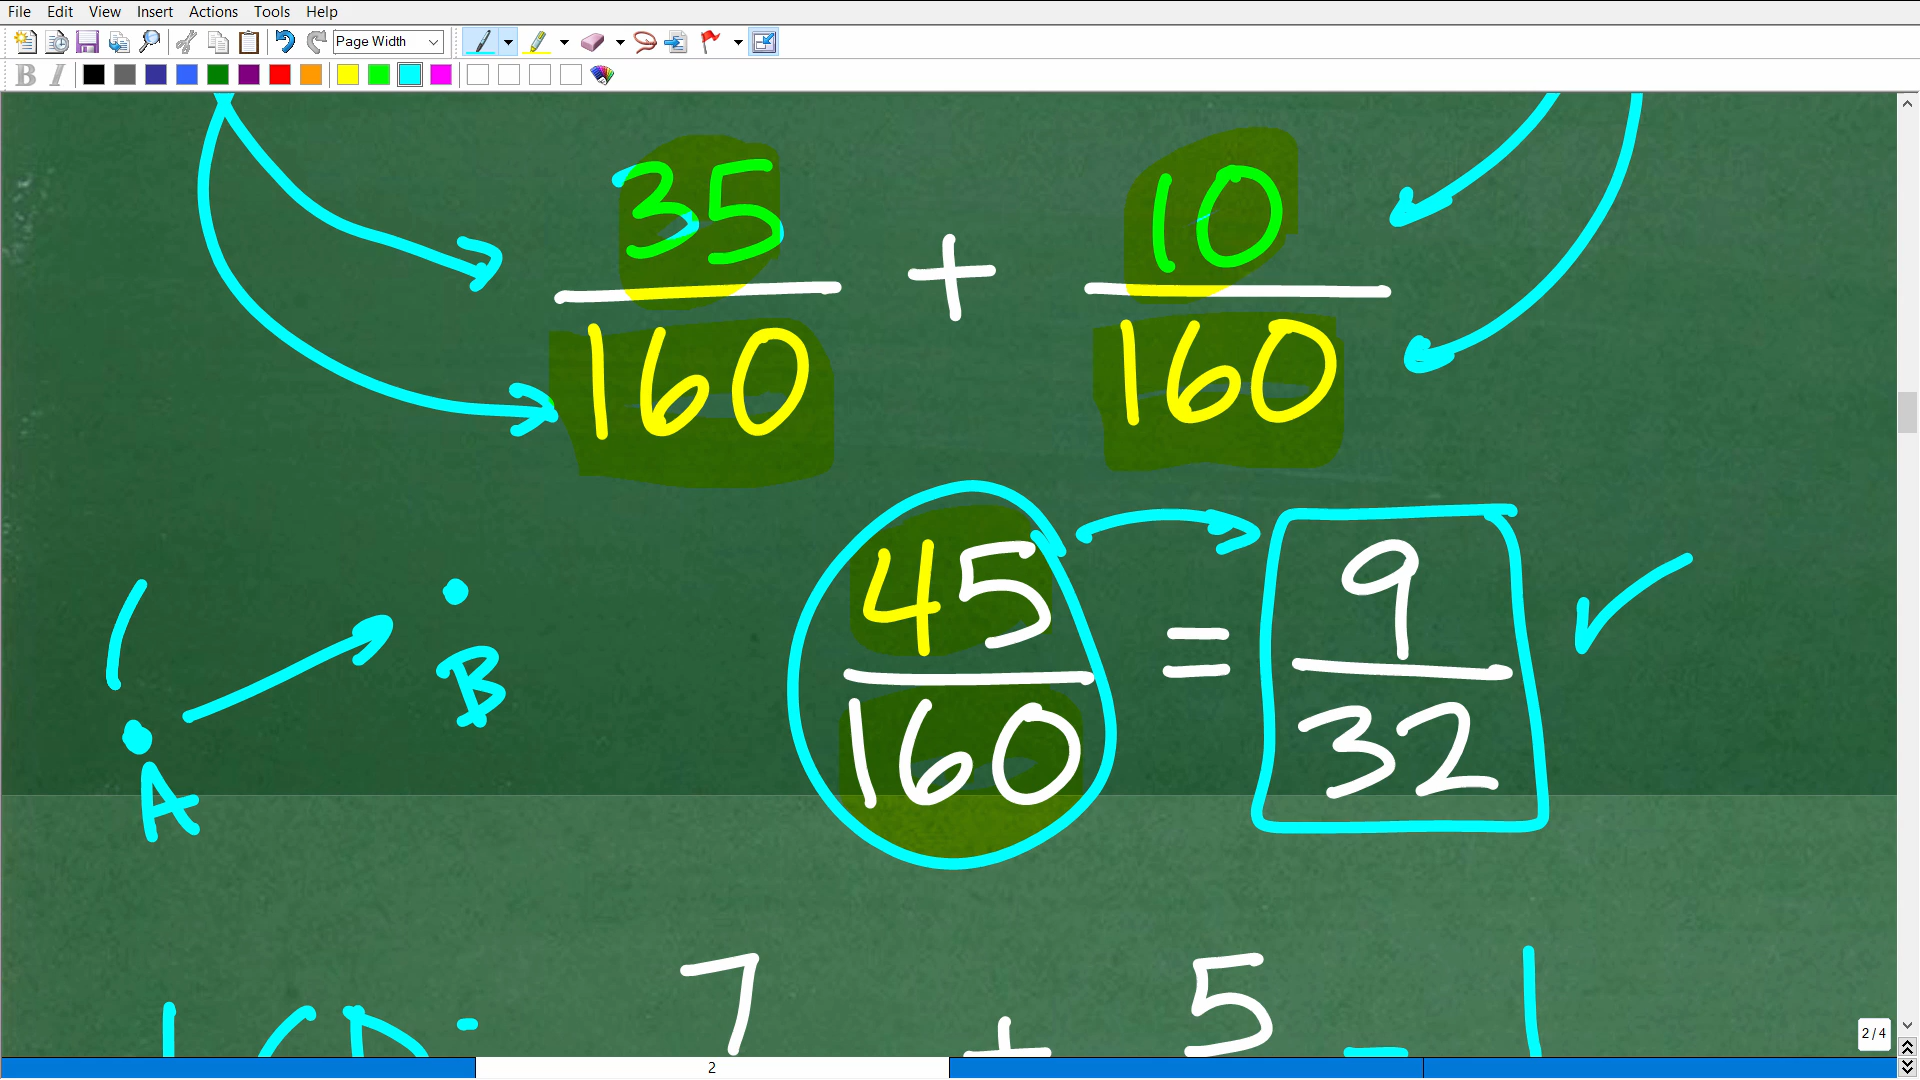 File Edit View Insert Actions Tools Help
Page Width
B I
35 + 10
160 160
45 = 9
160 32
B
A
7 + 5
2 / 4
2